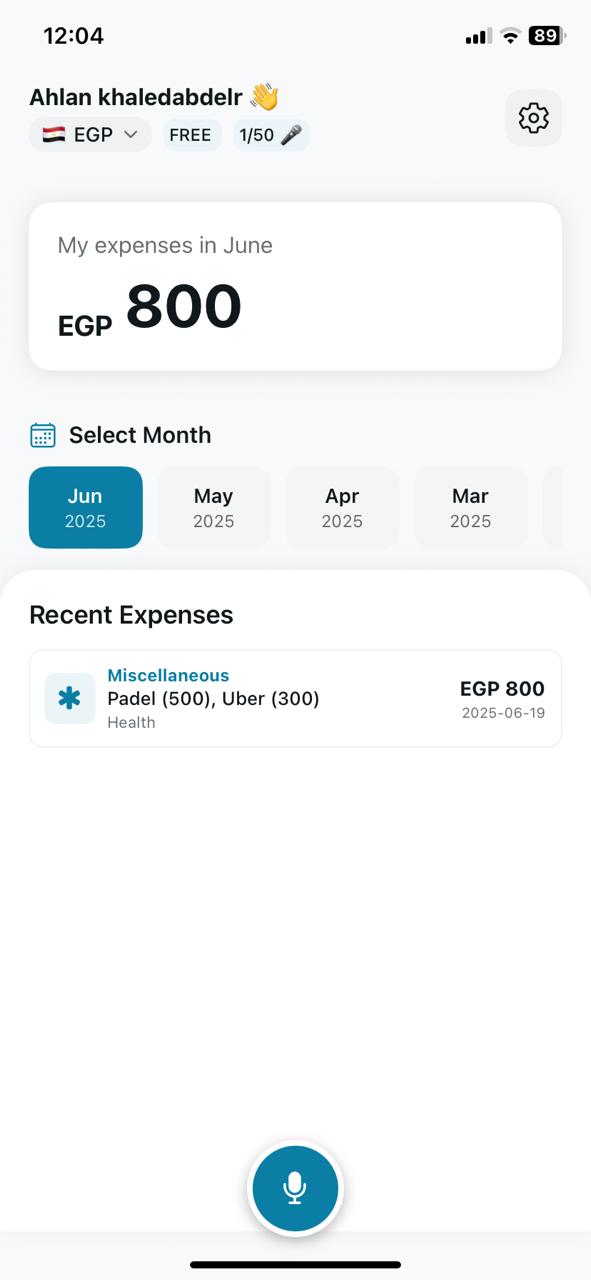 12:04
89
Ahlan khaledabdelr 👋
🇪🇬 EGP
FREE
1/50 🎤
My expenses in June
EGP 800
Select Month
Jun
2025
May
2025
Apr
2025
Mar
2025
Recent Expenses
Miscellaneous
Padel (500), Uber (300)
Health
EGP 800
2025-06-19